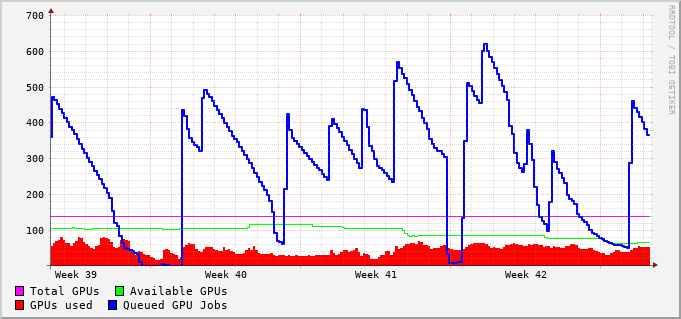 700
600
500
400
300
200
100
Week 39 Week 40 Week 41 Week 42
Total GPUs Available GPUs
GPUs used Queued GPU Jobs
RRDTOOL / TOBI OETIKER